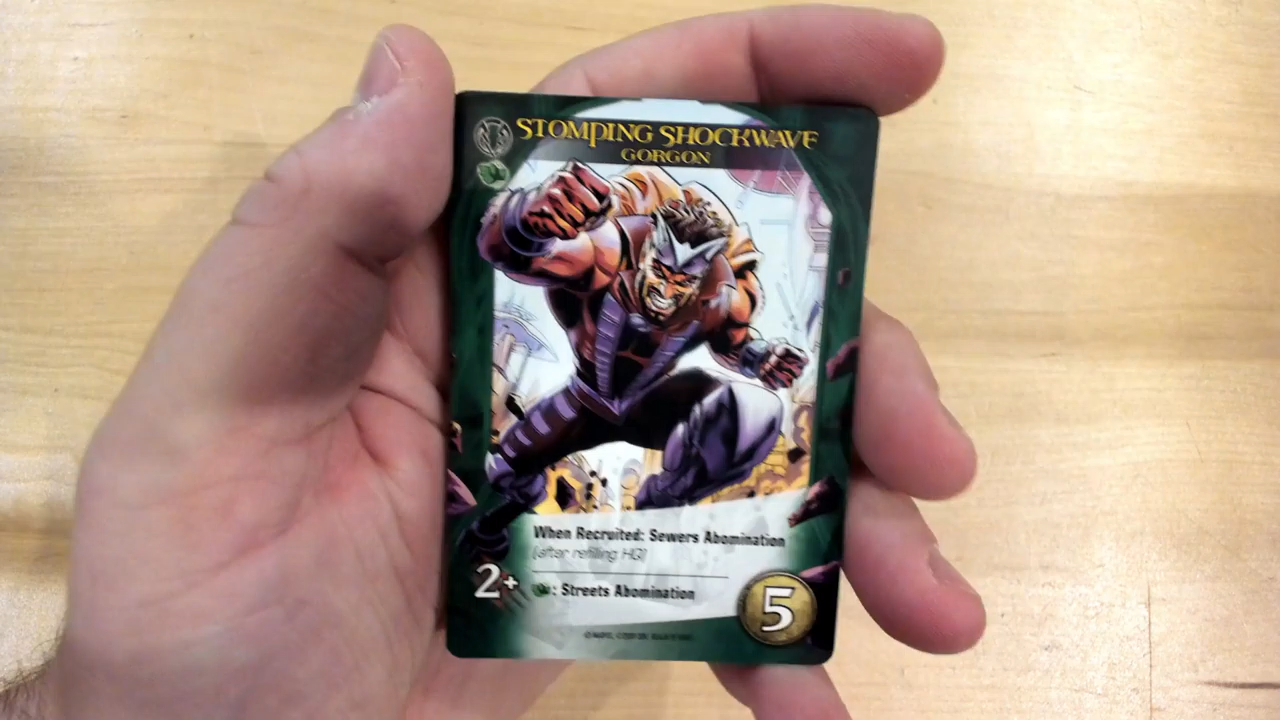 STOMPING SHOCKWAVE
GORGON
When Recruited: Sewers Abomination
(after refilling HQ)
2+
: Streets Abomination
5